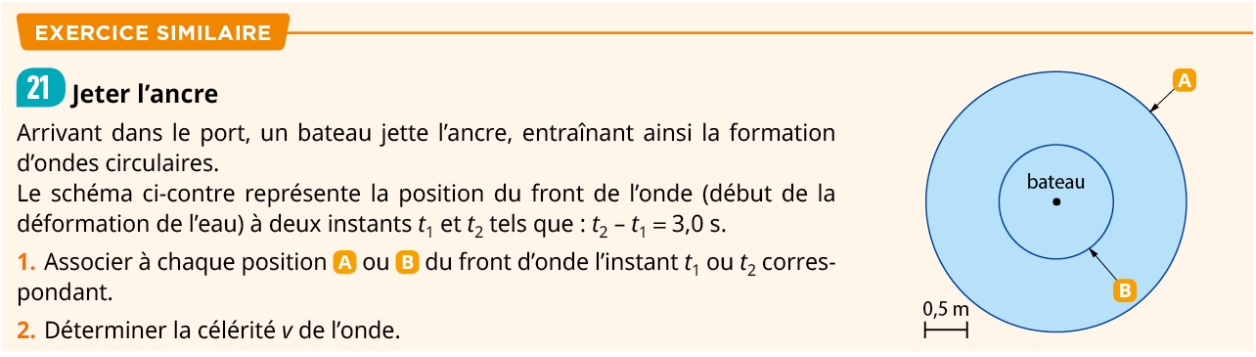 EXERCICE SIMILAIRE
21 Jeter l'ancre
Arrivant dans le port, un bateau jette l'ancre, entraînant ainsi la formation
d'ondes circulaires.
Le schéma ci-contre représente la position du front de l'onde (début de la
déformation de l'eau) à deux instants t₁ et t₂ tels que : t₂ – t₁ = 3,0 s.
1. Associer à chaque position A ou B du front d'onde l'instant t₁ ou t₂ corres-
pondant.
2. Déterminer la célérité v de l'onde.
A
bateau
B
0,5 m